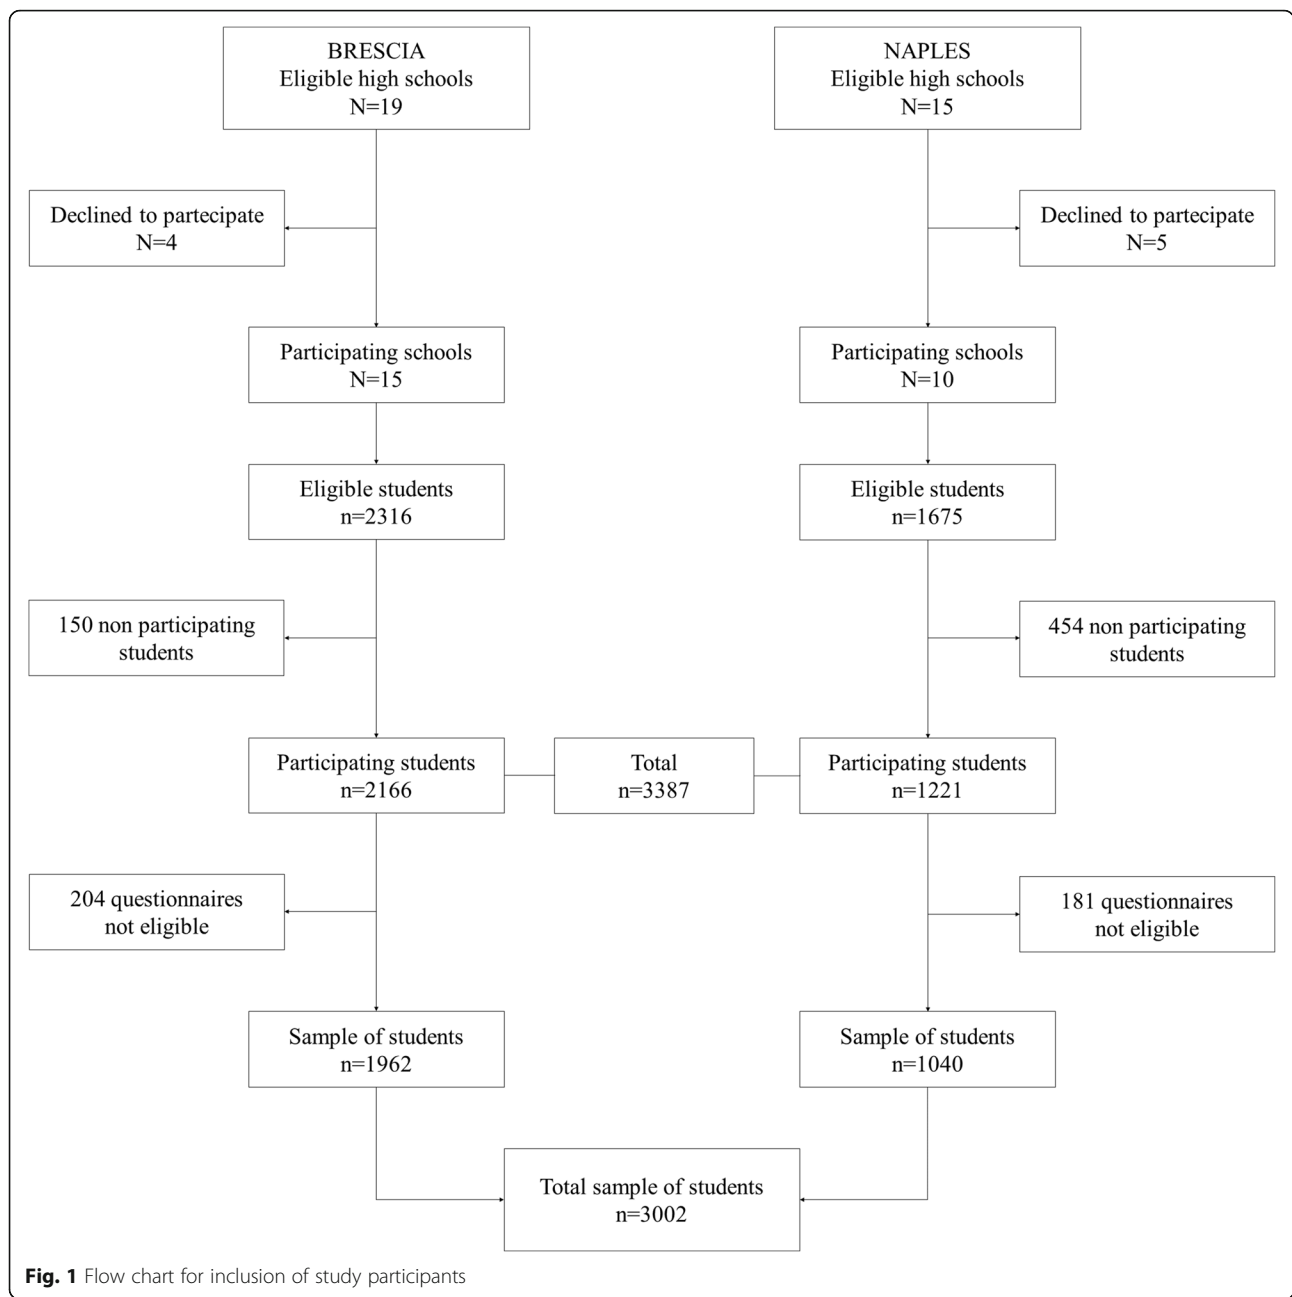 BRESCIA
Eligible high schools
N=19
NAPLES
Eligible high schools
N=15
Declined to partecipate
N=4
Declined to partecipate
N=5
Participating schools
N=15
Participating schools
N=10
Eligible students
n=2316
Eligible students
n=1675
150 non participating
students
454 non participating
students
Participating students
n=2166
Total
n=3387
Participating students
n=1221
204 questionnaires
not eligible
181 questionnaires
not eligible
Sample of students
n=1962
Sample of students
n=1040
Total sample of students
n=3002
Fig. 1 Flow chart for inclusion of study participants